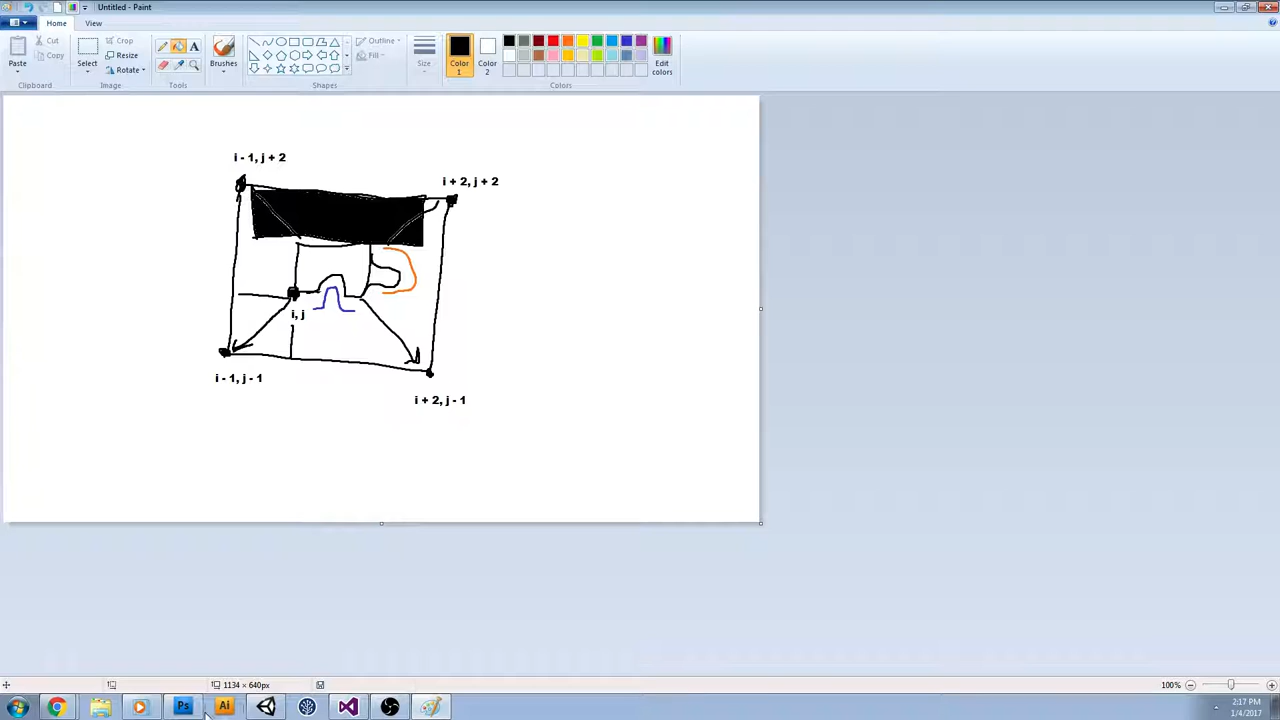 Untitled - Paint
Home
View
Paste
Cut
Copy
Clipboard
Select
Crop
Resize
Rotate
Image
Tools
Brushes
Outline
Fill
Shapes
Size
Color 1
Color 2
Edit colors
Colors
i - 1, j + 2
i + 2, j + 2
i, j
i - 1, j - 1
i + 2, j - 1
1134 × 640px
100%
Ps
Ai
2:17 PM
1/4/2017